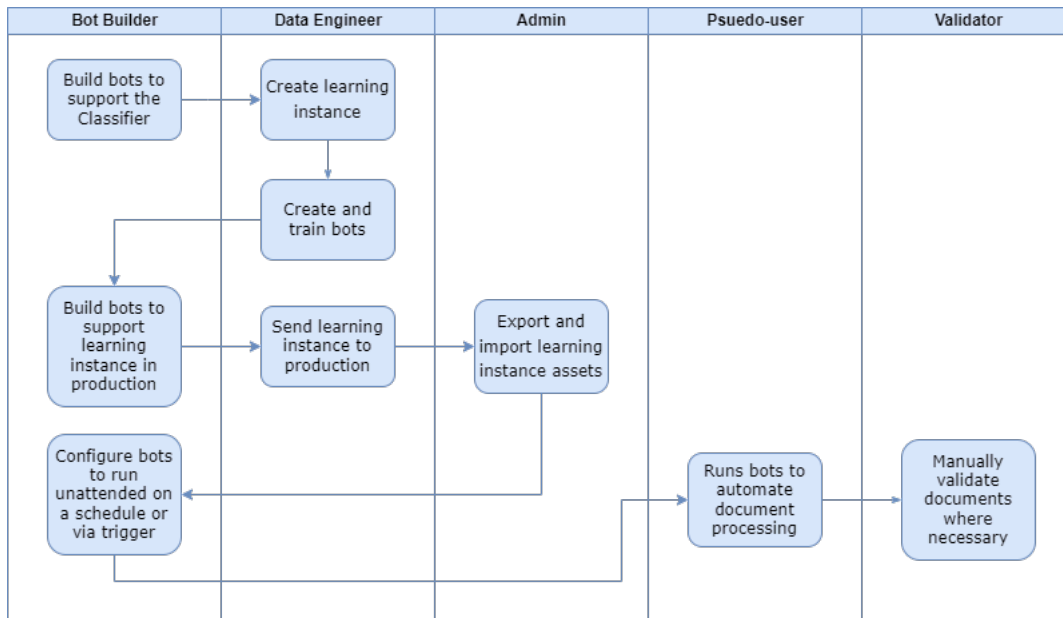 Bot Builder
Data Engineer
Admin
Psuedo-user
Validator
Build bots to
support the
Classifier
Create learning
instance
Create and
train bots
Build bots to
support
learning
instance in
production
Send learning
instance to
production
Export and
import learning
instance assets
Configure bots
to run
unattended on
a schedule or
via trigger
Runs bots to
automate
document
processing
Manually
validate
documents
where
necessary